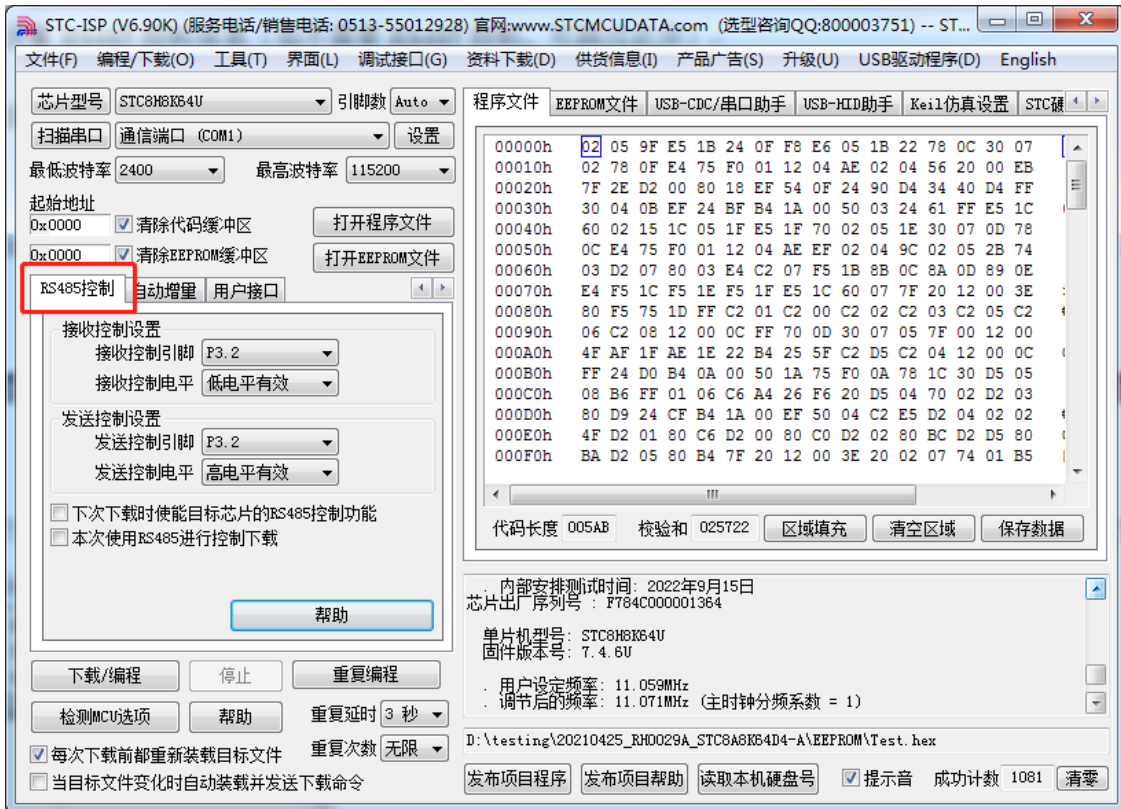 STC-ISP (V6.90K) (服务电话/销售电话: 0513-55012928) 官网:www.STCMCUDATA.com (选型咨询QQ:800003751) -- ST...
文件(F) 编程/下载(O) 工具(T) 界面(L) 调试接口(G) 资料下载(D) 供货信息(I) 产品广告(S) 升级(U) USB驱动程序(D) English
芯片型号 STC8H8K64U 引脚数 Auto
扫描串口 通信端口 (COM1) 设置
最低波特率 2400 最高波特率 115200
起始地址
0x0000 清除代码缓冲区 打开程序文件
0x0000 清除EEPROM缓冲区 打开EEPROM文件
RS485控制 自动增量 用户接口
接收控制设置
接收控制引脚 P3.2
接收控制电平 低电平有效
发送控制设置
发送控制引脚 P3.2
发送控制电平 高电平有效
下次下载时使能目标芯片的RS485控制功能
本次使用RS485进行控制下载
帮助
下载/编程 停止 重复编程
检测MCU选项 帮助 重复延时 3 秒
每次下载前都重新装载目标文件 重复次数 无限
当目标文件变化时自动装载并发送下载命令
程序文件 EEPROM文件 USB-CDC/串口助手 USB-HID助手 Keil仿真设置
00000h 02 05 9F E5 1B 24 0F F8 E6 05 1B 22 78 0C 30 07
00010h 02 78 0F E4 75 F0 01 12 04 AE 02 04 56 20 00 EB
00020h 7F 2E D2 00 80 18 EF 54 0F 24 90 D4 34 40 D4 FF
00030h 30 04 0B EF 24 BF B4 1A 00 50 03 24 61 FF E5 1C
00040h 60 02 15 1C 05 1F E5 1F 70 02 05 1E 30 07 0D 78
00050h 0C E4 75 F0 01 12 04 AE EF 02 04 9C 02 05 2B 74
00060h 03 D2 07 80 03 E4 C2 07 F5 1B 8B 0C 8A 0D 89 0E
00070h E4 F5 1C F5 1E F5 1F E5 1C 60 07 7F 20 12 00 3E
00080h 80 F5 75 1D FF C2 01 C2 00 C2 02 C2 03 C2 05 C2
00090h 06 C2 08 12 00 0C FF 70 0D 30 07 05 7F 00 12 00
000A0h 4F AF 1F AE 1E 22 B4 25 5F C2 D5 C2 04 12 00 0C
000B0h FF 24 D0 B4 0A 00 50 1A 75 F0 0A 78 1C 30 D5 05
000C0h 08 B6 FF 01 06 C6 A4 26 F6 20 D5 04 70 02 D2 03
000D0h 80 D9 24 CF B4 1A 00 EF 50 04 C2 E5 D2 04 02 02
000E0h 4F D2 01 80 C6 D2 00 80 C0 D2 02 80 BC D2 D5 80
000F0h BA D2 05 80 B4 7F 20 12 00 3E 20 02 07 74 01 B5
代码长度 005AB 校验和 025722 区域填充 清空区域 保存数据
. 内部安排测试时间: 2022年9月15日
芯片出厂序列号 : F784C000001364
单片机型号: STC8H8K64U
固件版本号: 7.4.6U
. 用户设定频率: 11.059MHz
. 调节后的频率: 11.071MHz (主时钟分频系数 = 1)
D:\testing\20210425_RH0029A_STC8A8K64D4-A\EEPROM\Test.hex
发布项目程序 发布项目帮助 读取本机硬盘号 提示音 成功计数 1081 清零